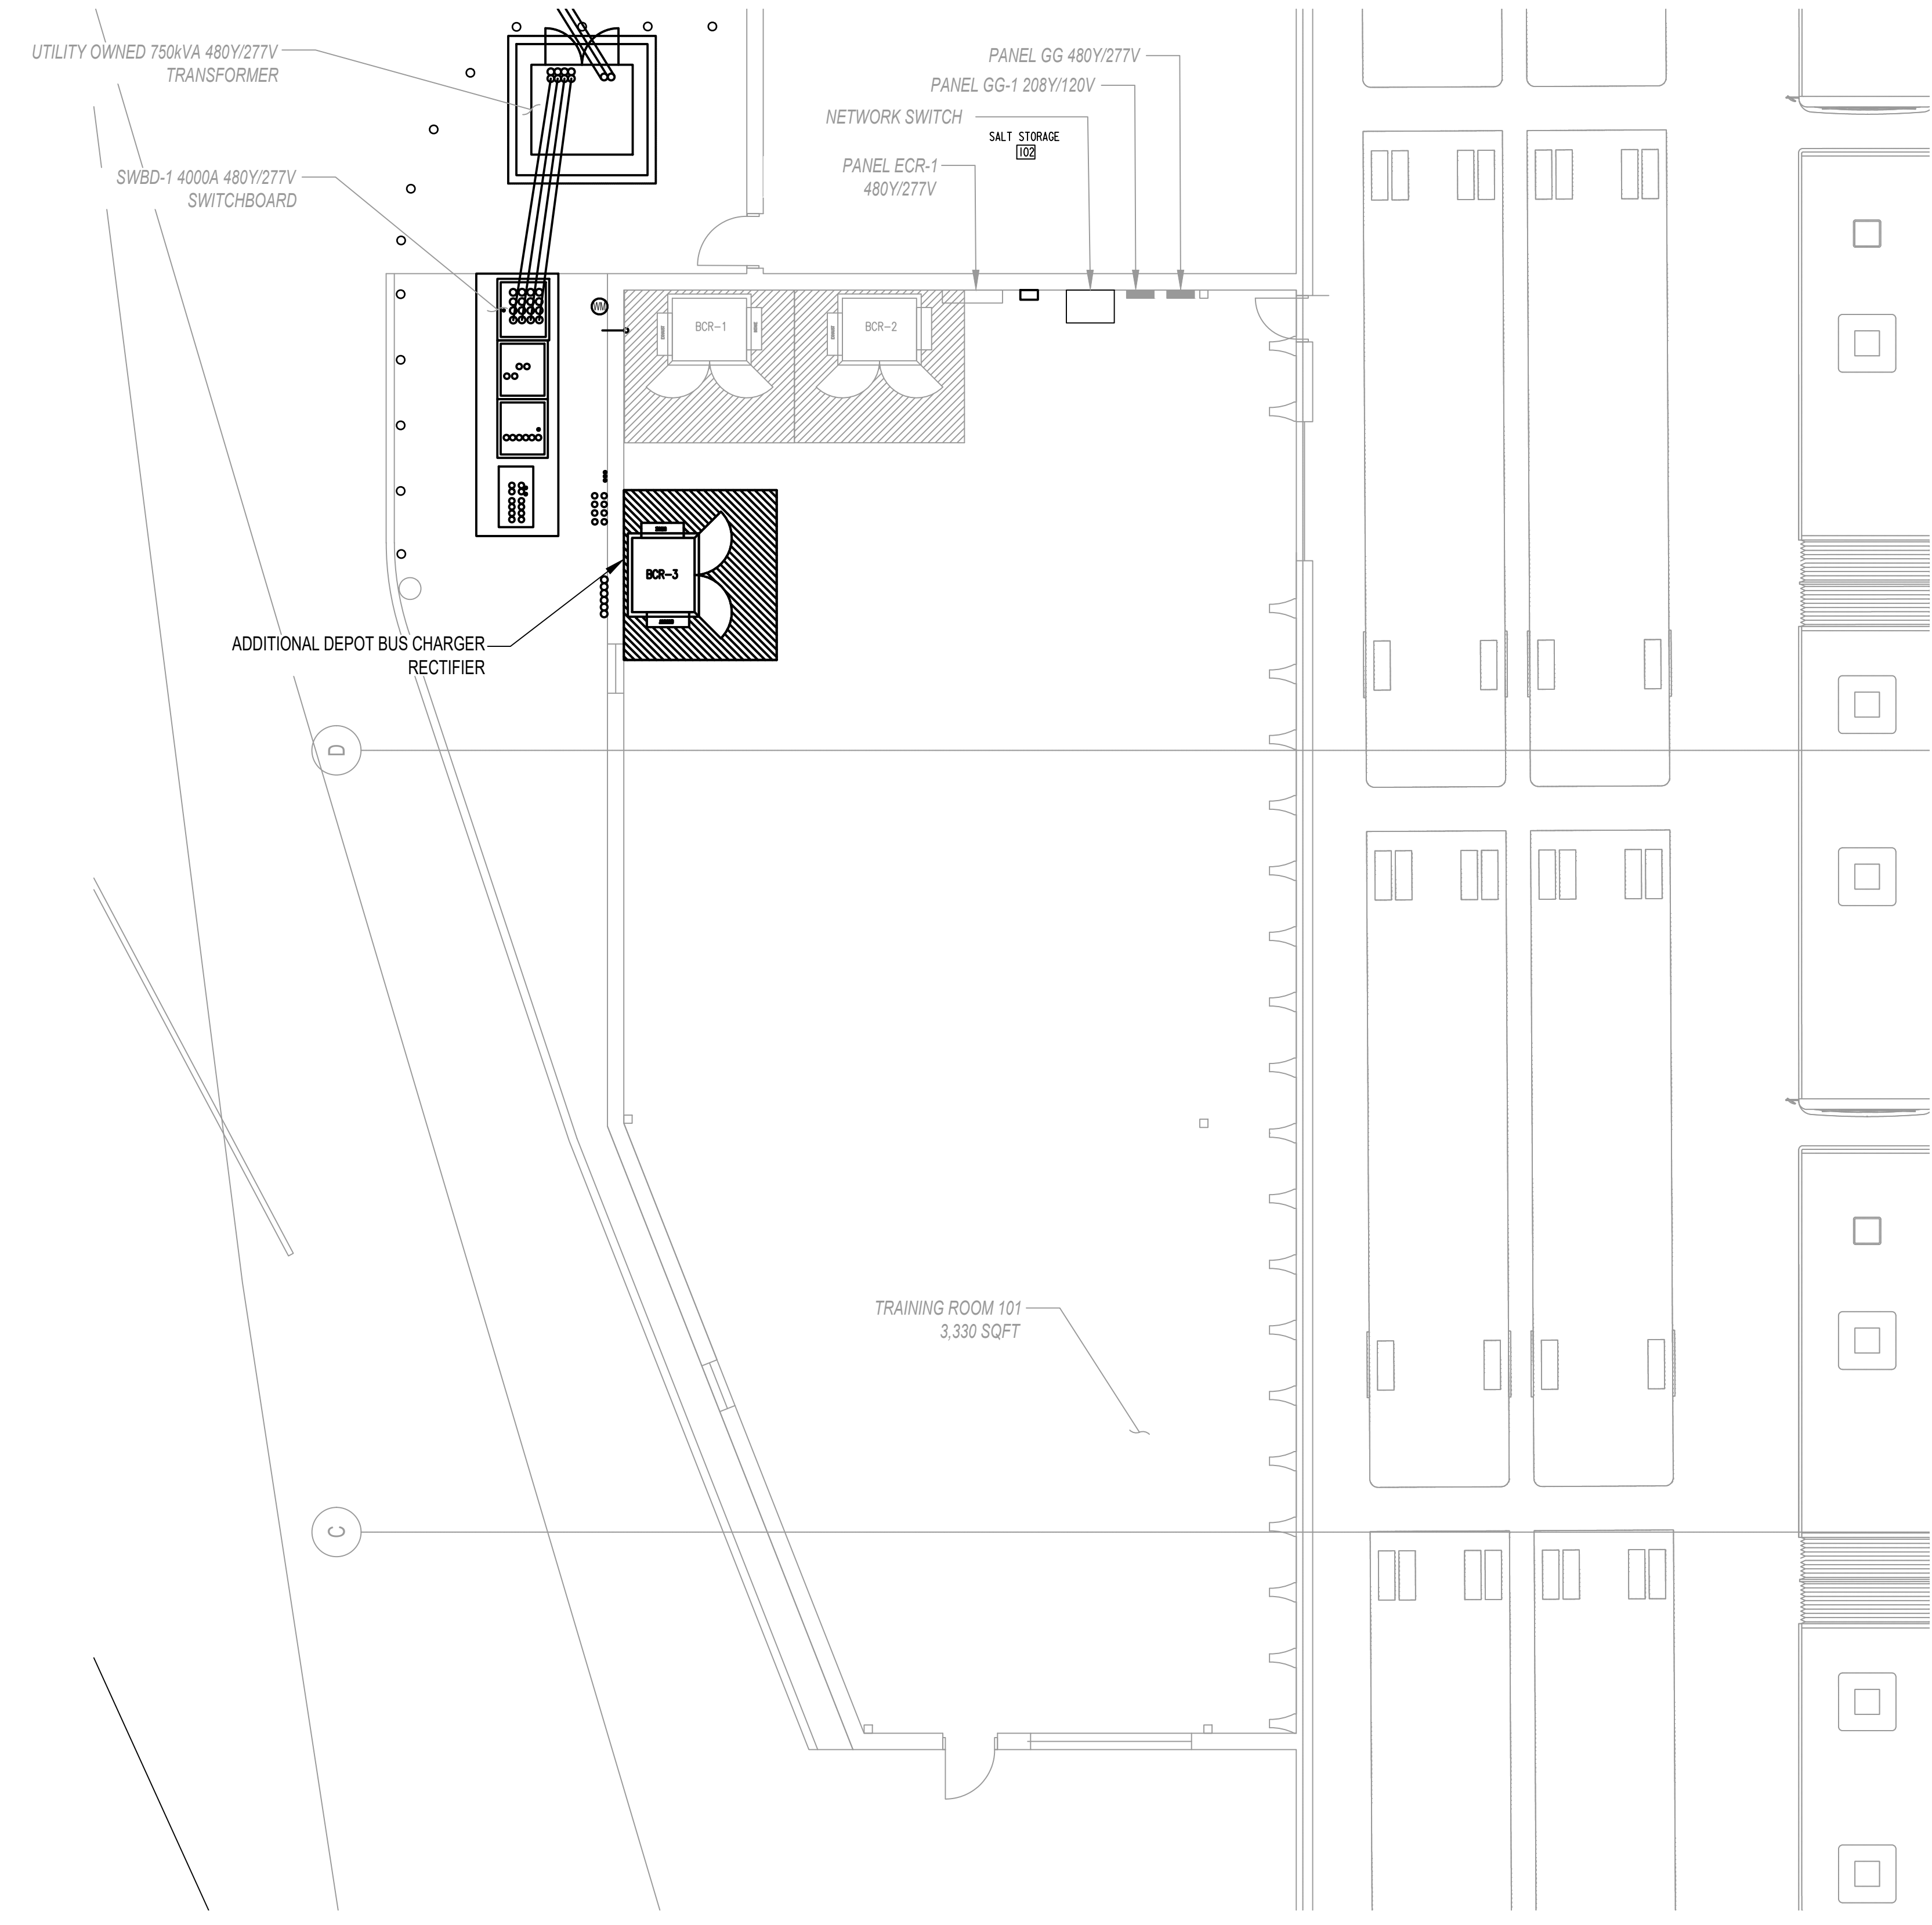 UTILITY OWNED 750kVA 480Y/277V
TRANSFORMER
PANEL GG 480Y/277V
PANEL GG-1 208Y/120V
NETWORK SWITCH
SALT STORAGE
102
PANEL ECR-1
480Y/277V
SWBD-1 4000A 480Y/277V
SWITCHBOARD
WM
BCR-1
BCR-2
BCR-3
ADDITIONAL DEPOT BUS CHARGER
RECTIFIER
D
TRAINING ROOM 101
3,330 SQFT
C